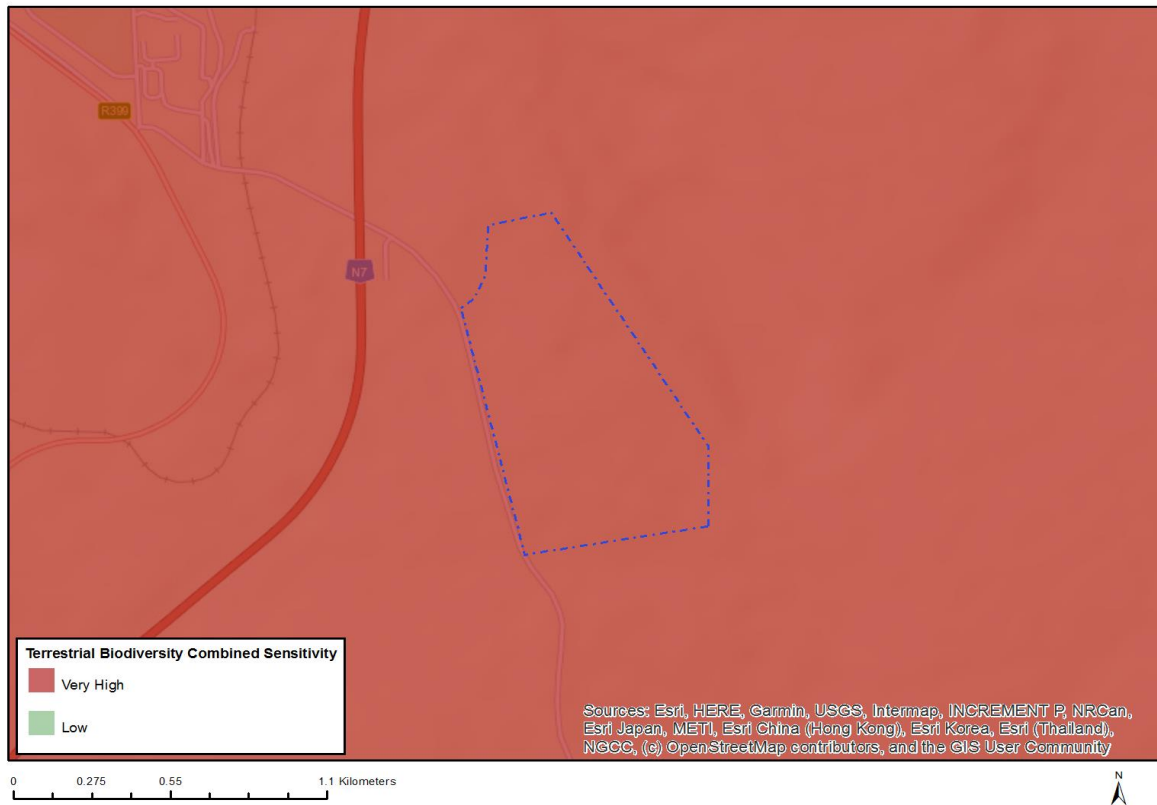 R399
N7
Terrestrial Biodiversity Combined Sensitivity
Very High
Low
Sources: Esri, HERE, Garmin, USGS, Intermap, INCREMENT P, NRCan,
Esri Japan, METI, Esri China (Hong Kong), Esri Korea, Esri (Thailand),
NGCC, (c) OpenStreetMap contributors, and the GIS User Community
0 0.275 0.55 1.1 Kilometers
N